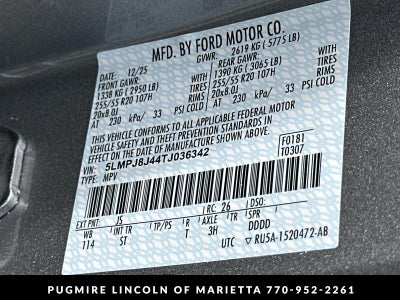 MFD. BY FORD MOTOR CO.
DATE: 12/25 GVWR: 2619 KG ( 5775 LB)
FRONT GAWR: REAR GAWR:
1338 KG ( 2950 LB) 1390 KG ( 3065 LB)
255/55 R20 107H 255/55 R20 107H
20x8.0J 20x8.0J
AT 230 kPa/ 33 PSI COLD AT 230 kPa/ 33 PSI COLD
THIS VEHICLE CONFORMS TO ALL APPLICABLE FEDERAL MOTOR
VEHICLE SAFETY AND THEFT PREVENTION STANDARDS IN
EFFECT ON THE DATE OF MANUFACTURE SHOWN ABOVE.
VIN: 5LMPJ8J44TJ036342 F0181
TYPE: MPV T0307
EXT PNT: JS RC: 26 DSO:
WB INT TR TP/PS R AXLE TR SPR
114 ST T 3H DDDD
UTC ▽ RU5A-1520472-AB
PUGMIRE LINCOLN OF MARIETTA 770-952-2261